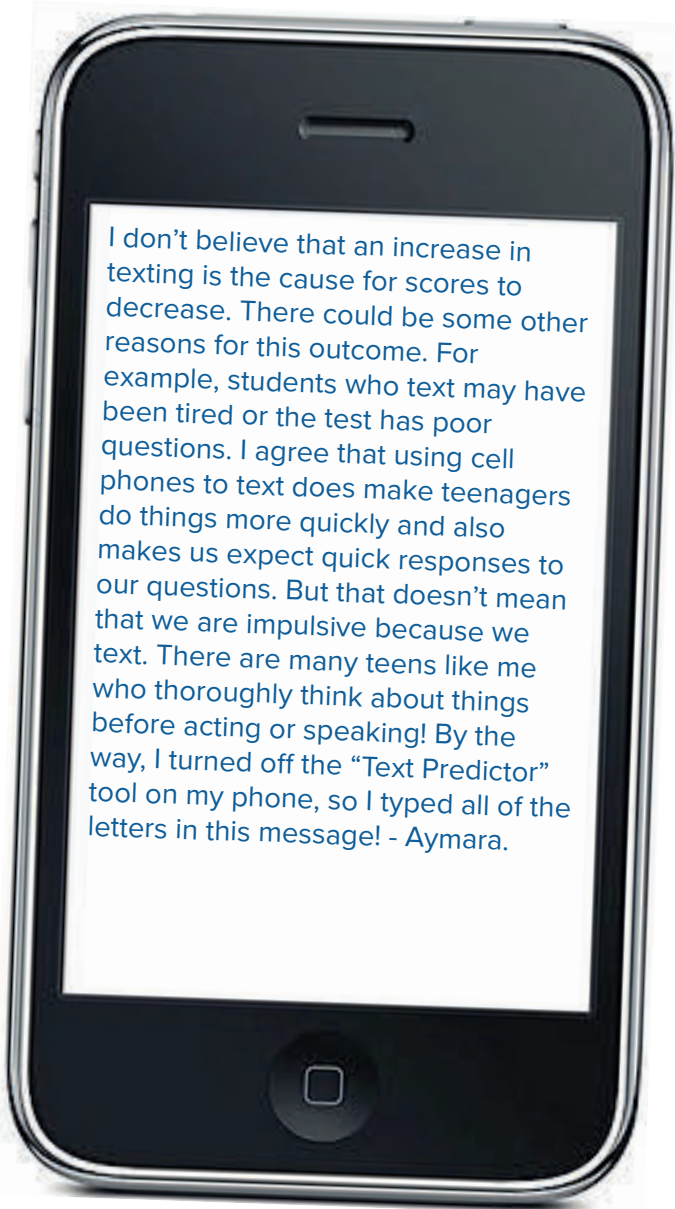 I don’t believe that an increase in
texting is the cause for scores to
decrease. There could be some other
reasons for this outcome. For
example, students who text may have
been tired or the test has poor
questions. I agree that using cell
phones to text does make teenagers
do things more quickly and also
makes us expect quick responses to
our questions. But that doesn’t mean
that we are impulsive because we
text. There are many teens like me
who thoroughly think about things
before acting or speaking! By the
way, I turned off the “Text Predictor”
tool on my phone, so I typed all of the
letters in this message! - Aymara.